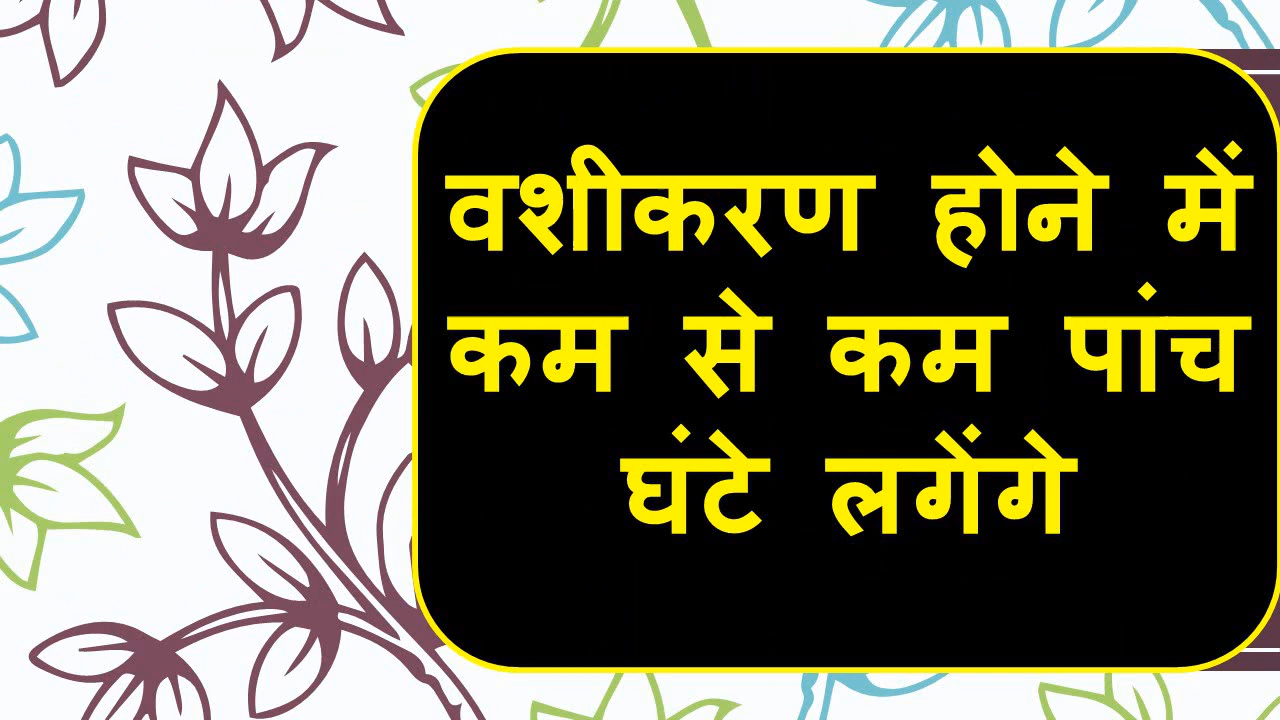 वशीकरण होने में
कम से कम पांच
घंटे लगेंगे